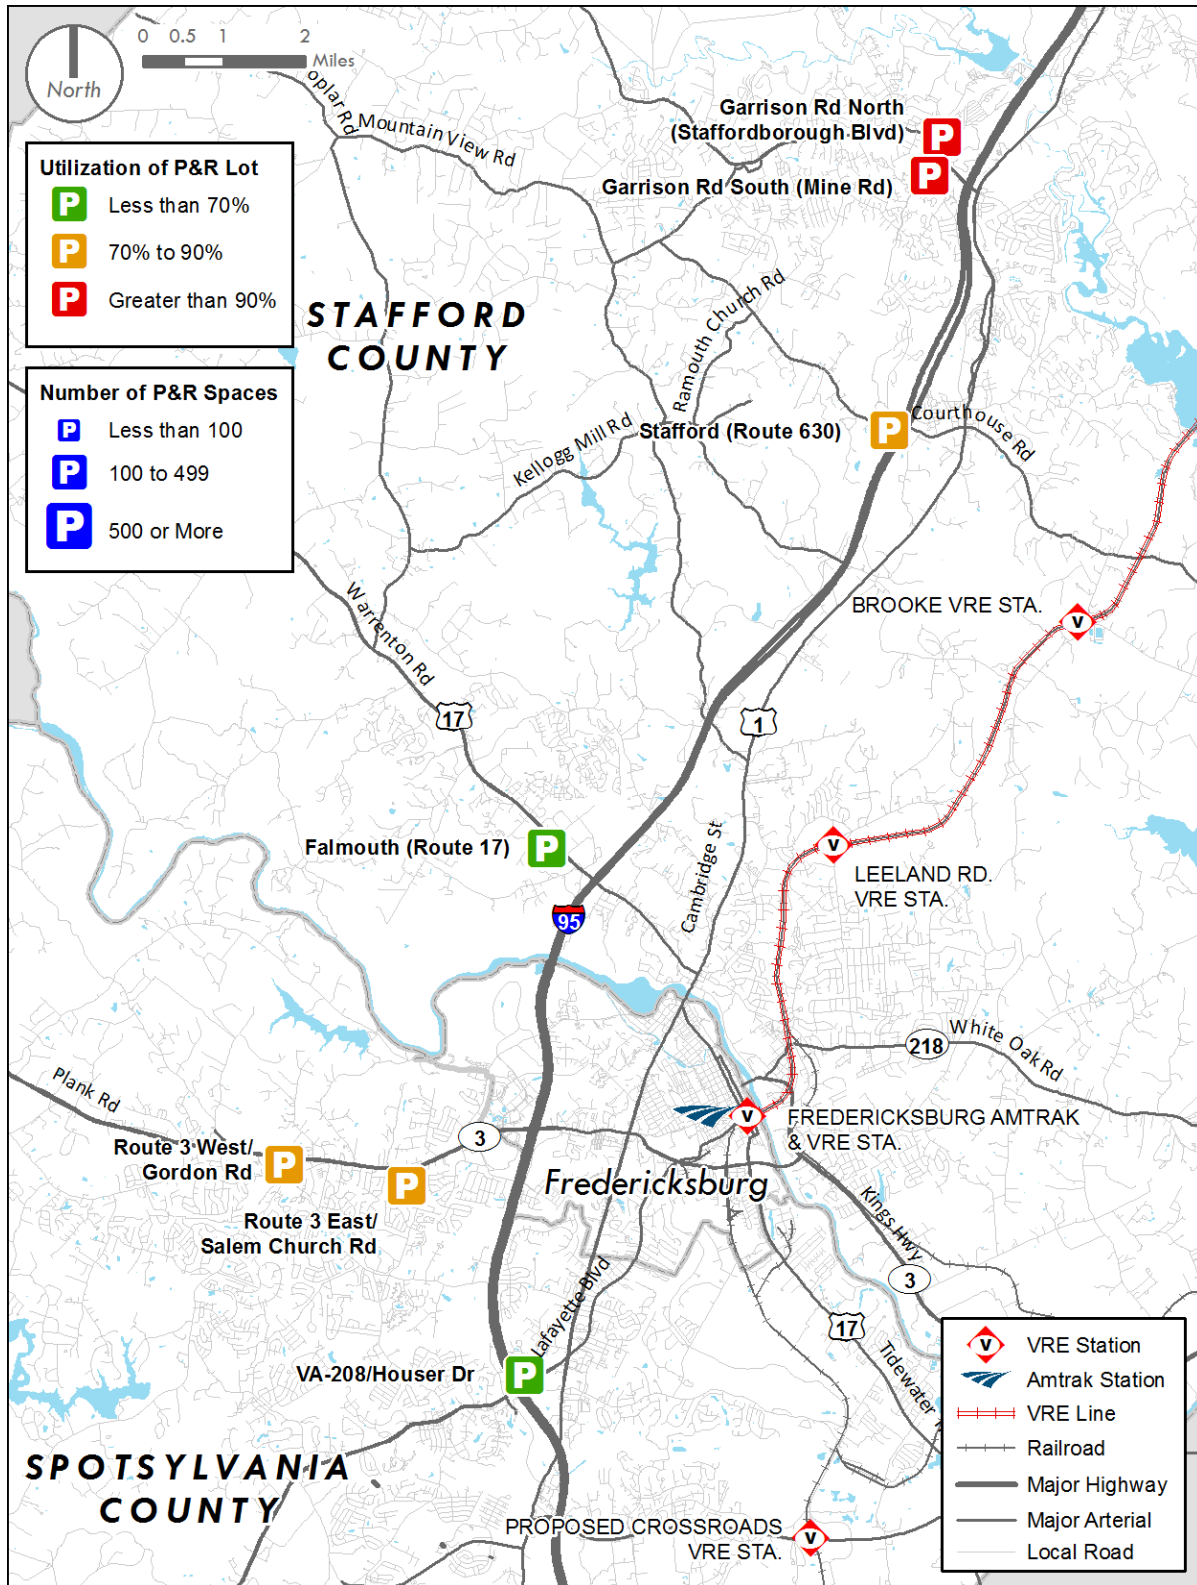 North
0 0.5 1 2
Miles
Utilization of P&R Lot
P Less than 70%
P 70% to 90%
P Greater than 90%
Number of P&R Spaces
P Less than 100
P 100 to 499
P 500 or More
oplar Rd
Mountain View Rd
Garrison Rd North
(Staffordborough Blvd)
P
Garrison Rd South (Mine Rd)
P
STAFFORD
COUNTY
Ramouth Church Rd
Kellogg Mill Rd
Stafford (Route 630)
P
Courthouse Rd
BROOKE VRE STA.
V
Warrenton Rd
17
1
Falmouth (Route 17)
P
Cambridge St
V
LEELAND RD.
VRE STA.
95
218
White Oak Rd
Plank Rd
3
V
FREDERICKSBURG AMTRAK
& VRE STA.
Route 3 West/
Gordon Rd
P
P
Fredericksburg
Route 3 East/
Salem Church Rd
Kings Hwy
3
Lafayette Blvd
17
Tidewater
VA-208/Houser Dr
P
SPOTSYLVANIA
COUNTY
PROPOSED CROSSROADS
VRE STA.
V
V VRE Station
Amtrak Station
VRE Line
Railroad
Major Highway
Major Arterial
Local Road